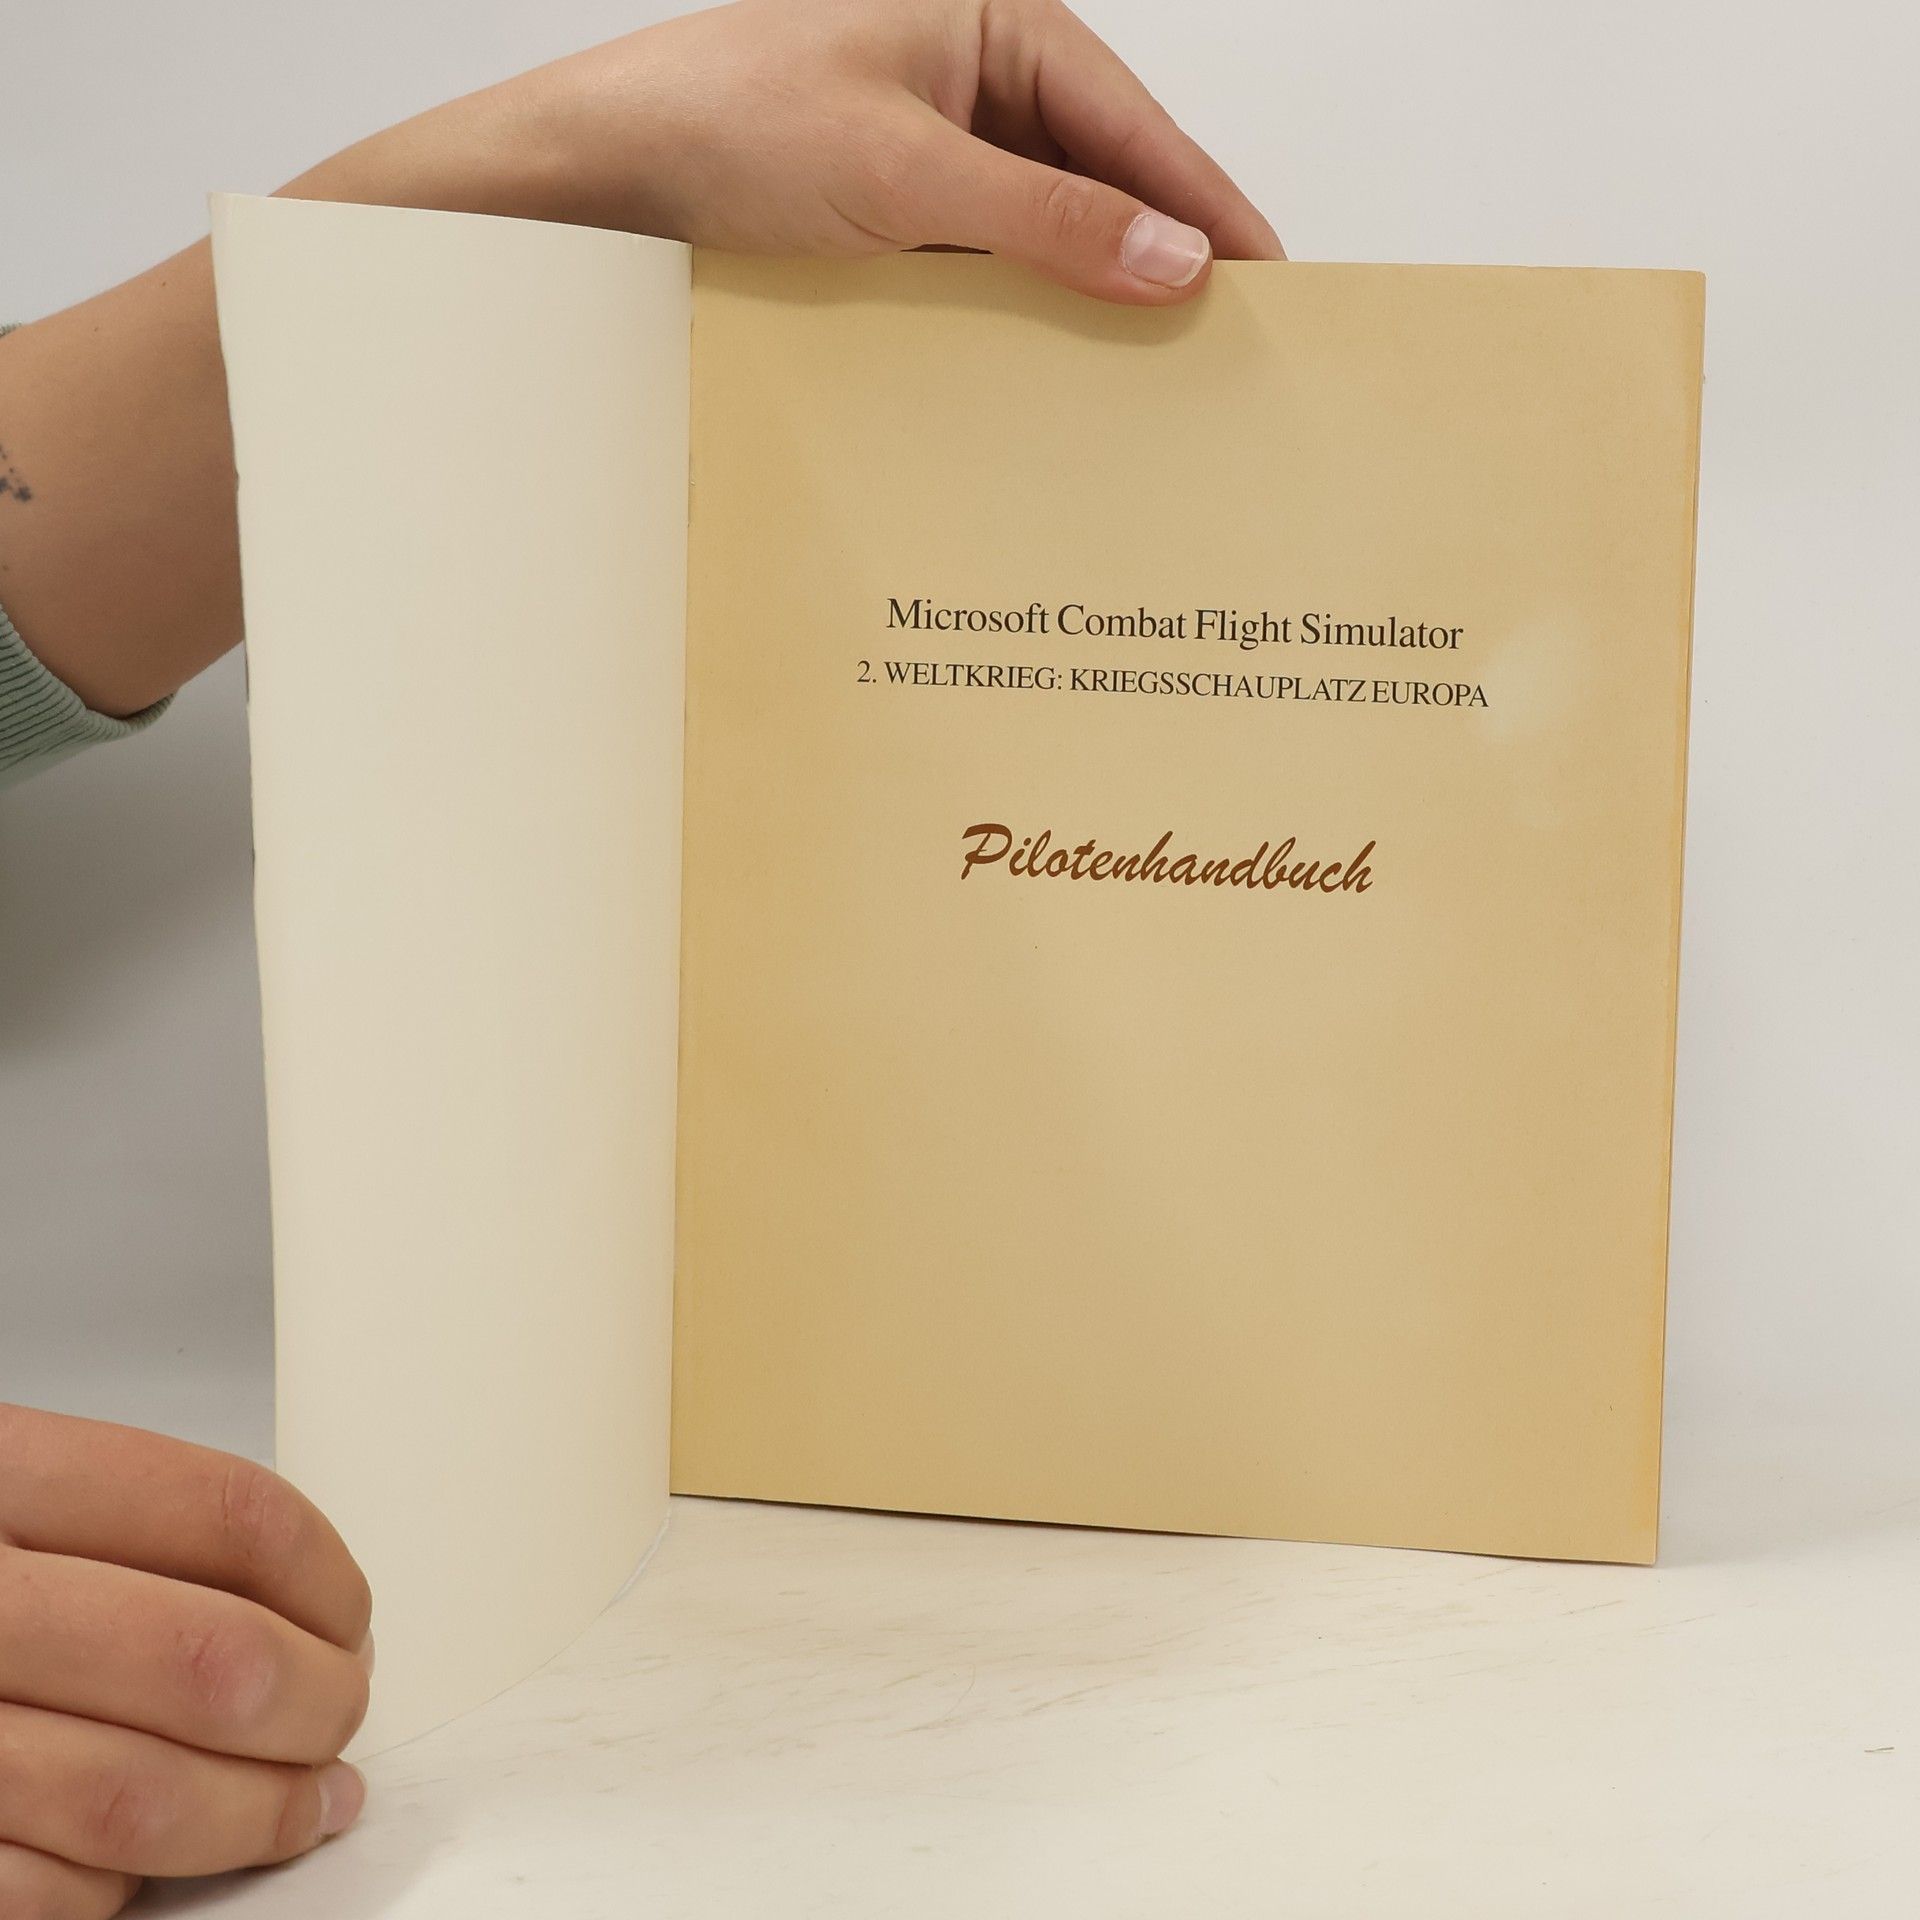 Microsoft Combat Flight Simulator
2. WELTKRIEG: KRIEGSSCHAUPLATZ EUROPA
Pilotenhandbuch